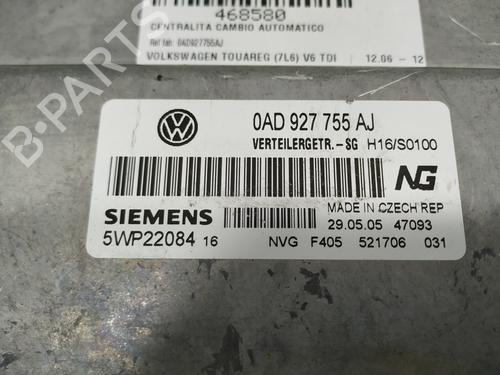 468580
CENTRALITA CAMBIO AUTOMATICO
Ref fab: 0AD927755AJ
VOLKSWAGEN TOUAREG (7L6) V6 TDI 12.06 - 12
0AD 927 755 AJ
VERTEILERGETR.-SG H16/S0100
NG
SIEMENS
MADE IN CZECH REP
29.05.05 47093
5WP22084 16
NVG F405 521706 031
B-PARTS